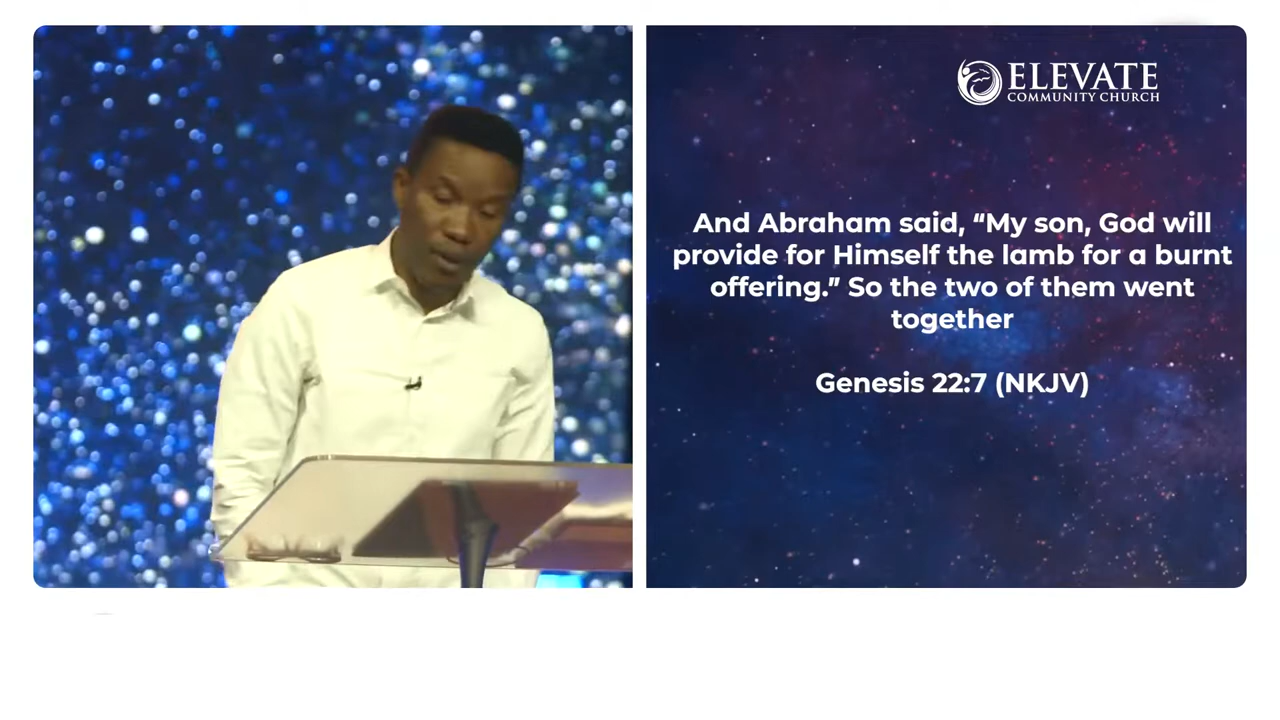 ELEVATE
COMMUNITY CHURCH
And Abraham said, “My son, God will
provide for Himself the lamb for a burnt
offering.” So the two of them went
together
Genesis 22:7 (NKJV)